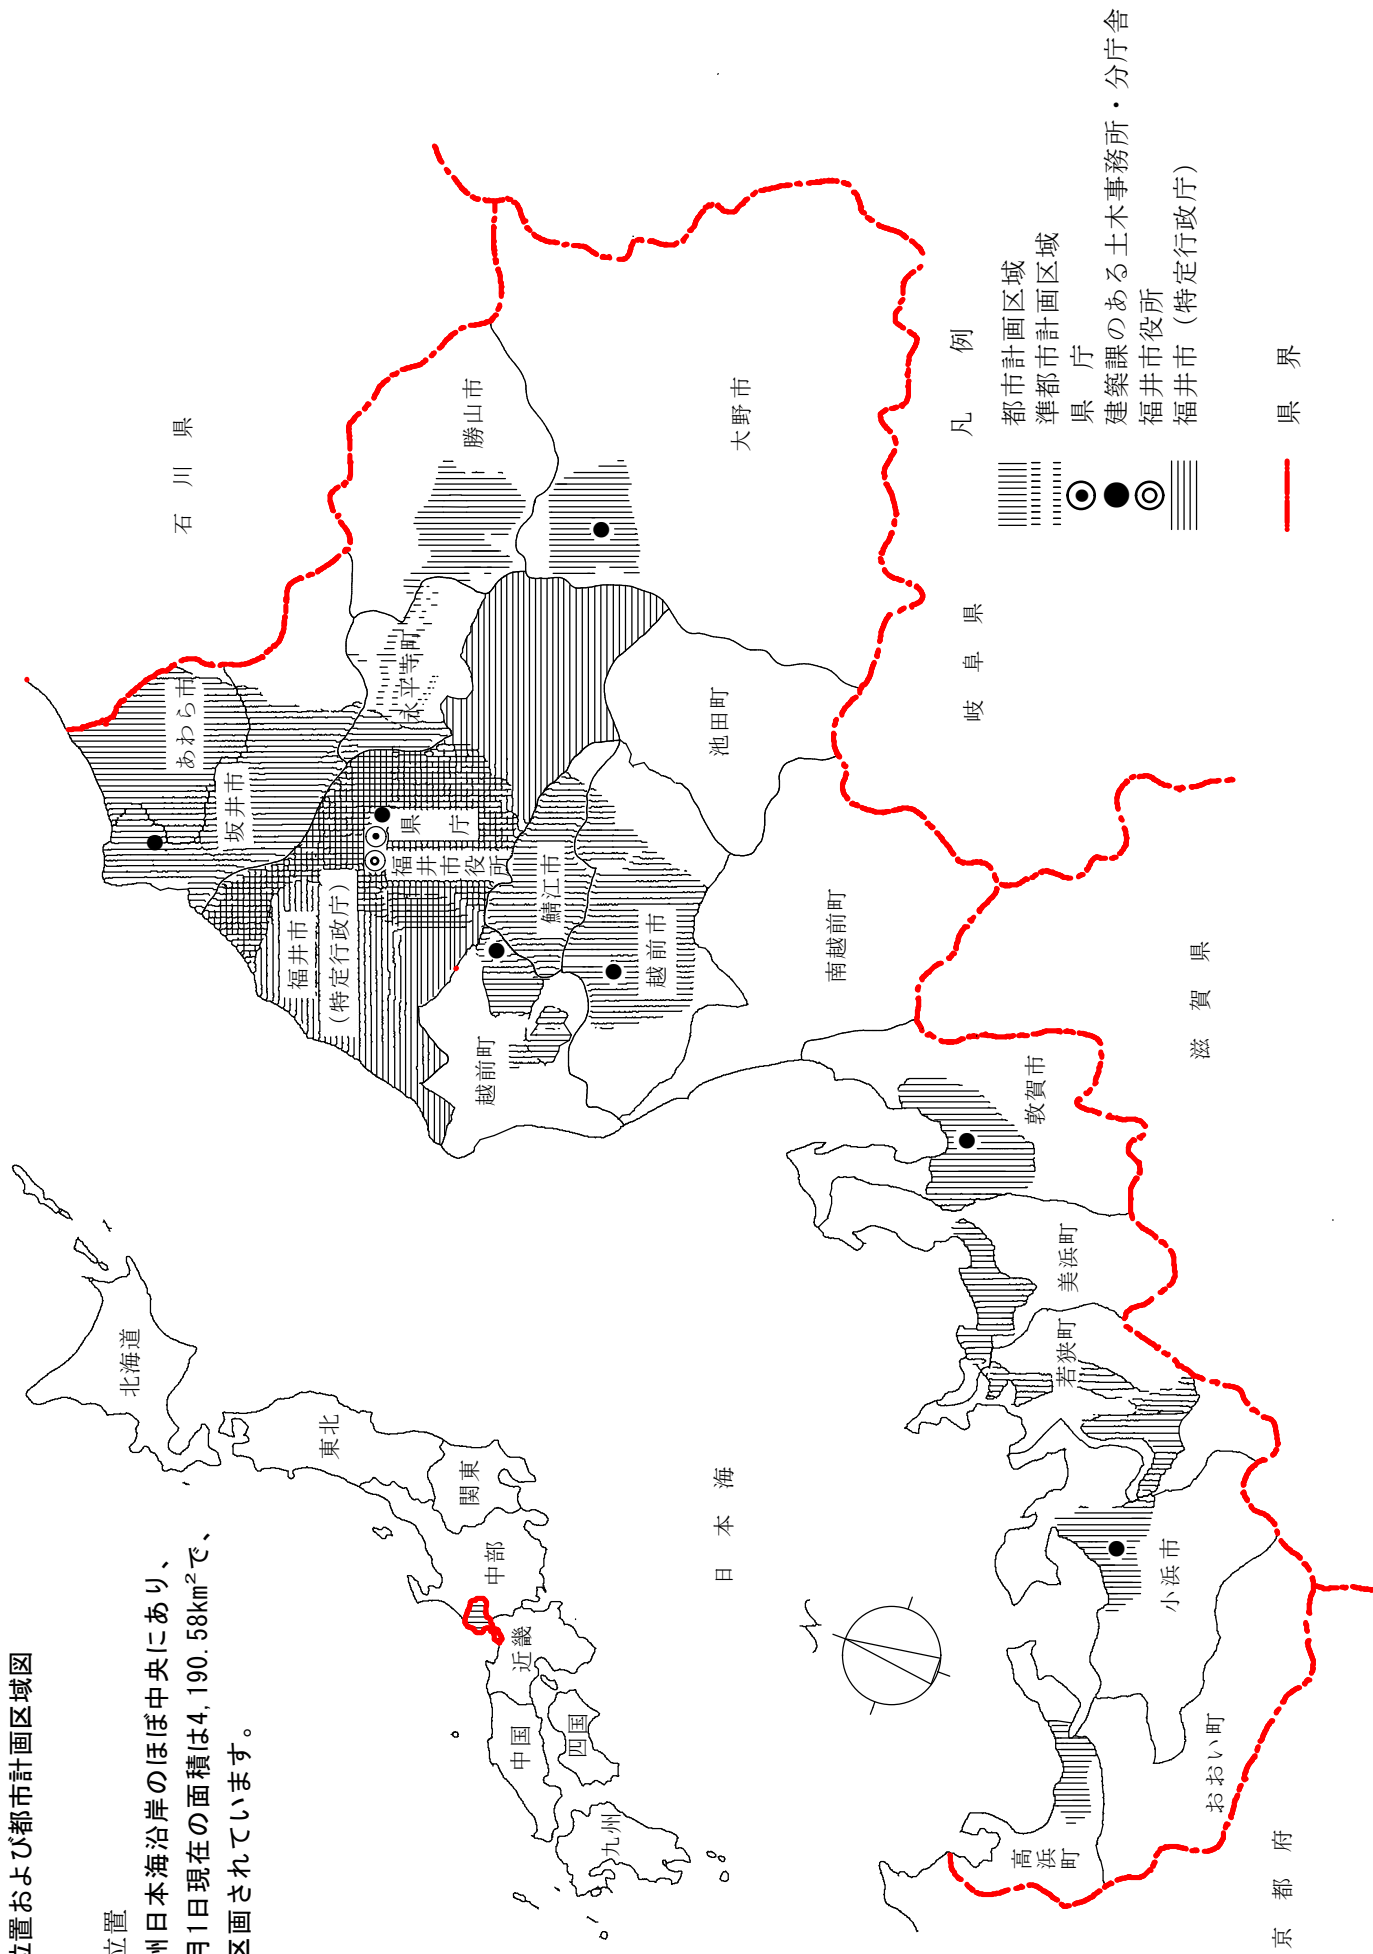 位置および都市計画区域図
位置
州日本海沿岸のほぼ中央にあり、
月1日現在の面積は4,190.58km²で、
区画されています。
北海道
東北
関東
中部
近畿
中国
四国
九州
日本海
石川県
あわら市
坂井市
永平寺町
勝山市
大野市
福井市
(特定行政庁)
県庁
福井市役所
鯖江市
越前市
越前町
池田町
南越前町
敦賀市
美浜町
若狭町
小浜市
おおい町
高浜町
岐阜県
滋賀県
京都府
凡例
都市計画区域
準都市計画区域
県庁
建築課のある土木事務所・分庁舎
福井市役所
福井市(特定行政庁)
県界